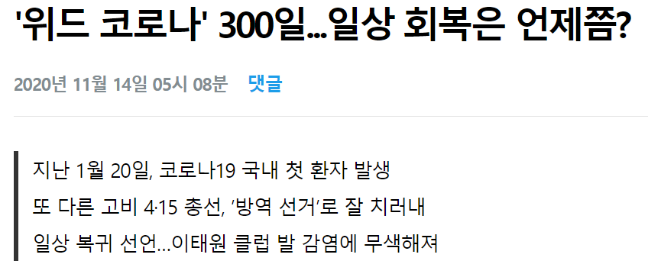 '위드 코로나' 300일...일상 회복은 언제쯤?
2020년 11월 14일 05시 08분 댓글
지난 1월 20일, 코로나19 국내 첫 환자 발생
또 다른 고비 4·15 총선, '방역 선거'로 잘 치러내
일상 복귀 선언...이태원 클럽 발 감염에 무색해져